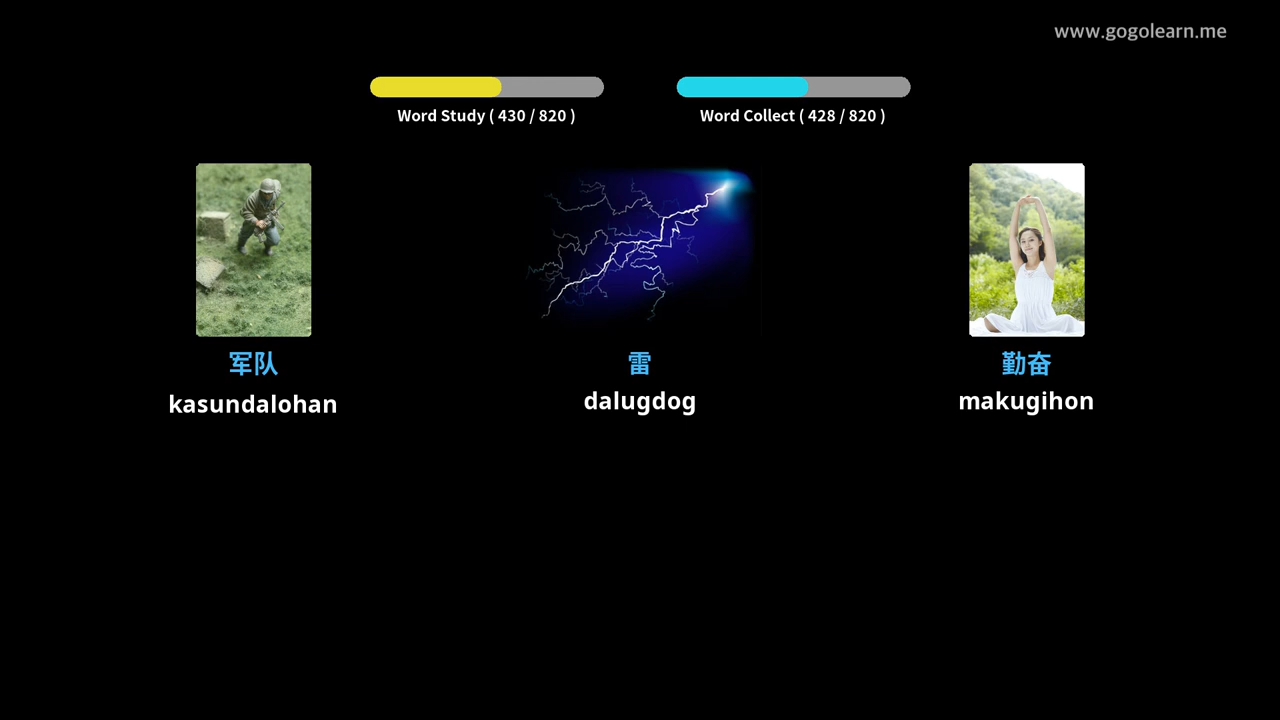 www.gogolearn.me
Word Study ( 430 / 820 )
Word Collect ( 428 / 820 )
军队
雷
勤奋
kasundalohan
dalugdog
makugihon